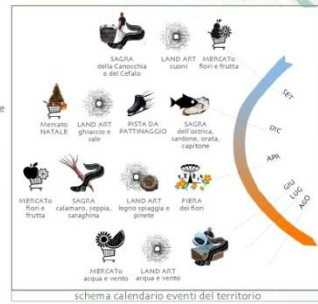 SAGRA
della Canocchia
e del Cefalo
LAND ART
suoni
MERCATo
fiori e frutta
SET
Mercato
NATALE
LAND ART
ghiaccio e
sale
PISTA DA
PATTINAGGIO
SAGRA
dell'ostrica,
sardone, orata,
capitone
DIC
APR
MERCATo
fiori e
frutta
SAGRA
calamaro, seppia,
saraghina
LAND ART
legno spiaggia e
pinete
FIERA
dei fiori
GIU
LUG
AGO
MERCATo
acqua e vento
LAND ART
acqua e vento
schema calendario eventi del territorio